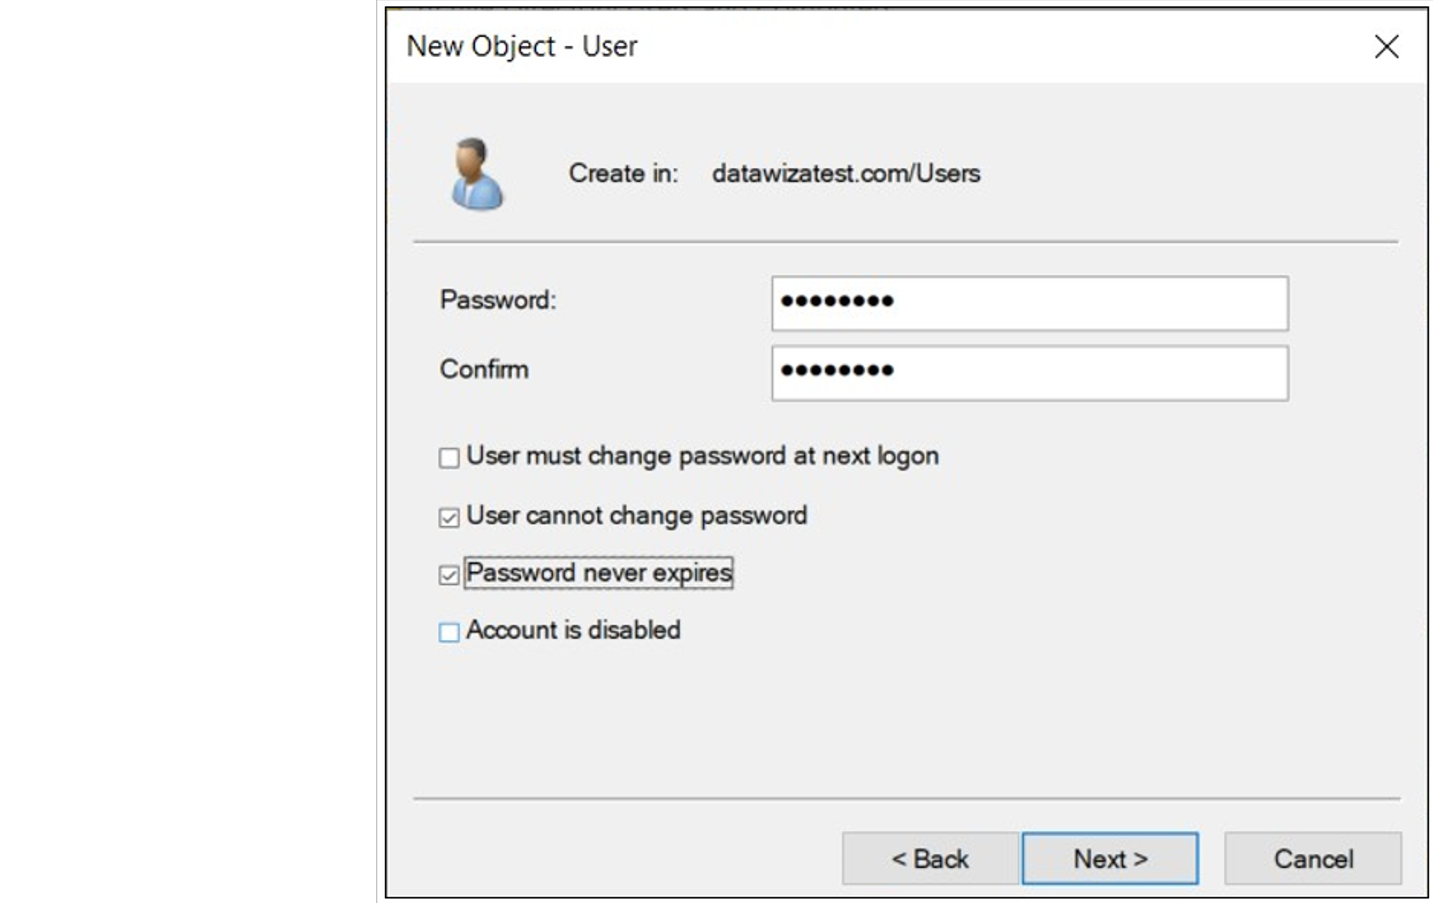 New Object - User
Create in: datawizatest.com/Users
Password: ●●●●●●●●
Confirm ●●●●●●●●
User must change password at next logon
User cannot change password
Password never expires
Account is disabled
< Back Next > Cancel